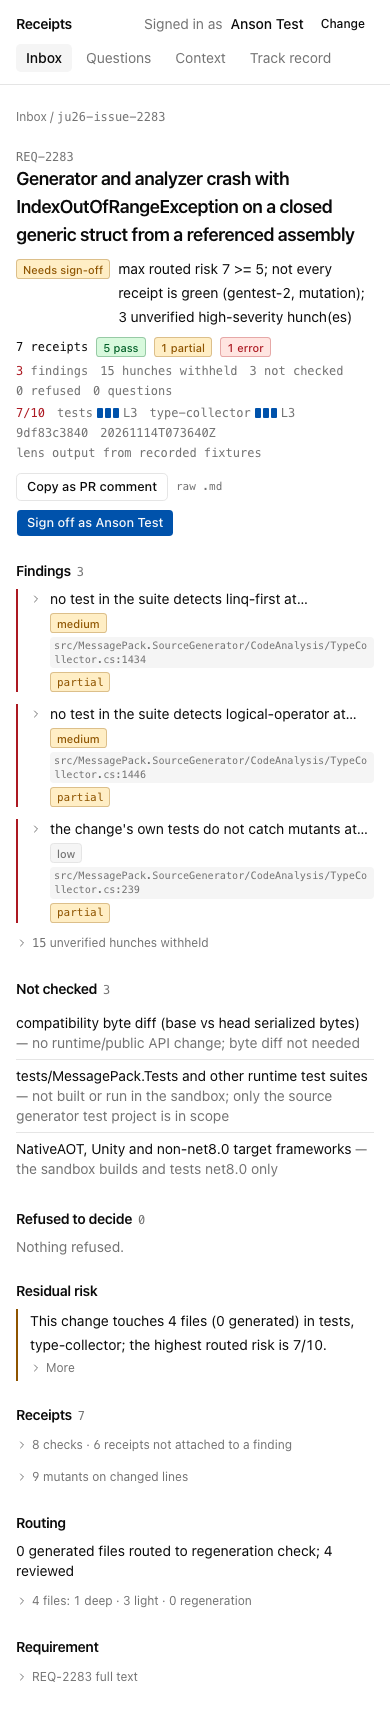 Receipts Signed in as Anson Test Change
Inbox Questions Context Track record
Inbox / ju26-issue-2283
REQ-2283
Generator and analyzer crash with
IndexOutOfRangeException on a closed
generic struct from a referenced assembly
Needs sign-off max routed risk 7 >= 5; not every
receipt is green (gentest-2, mutation);
3 unverified high-severity hunch(es)
7 receipts 5 pass 1 partial 1 error
3 findings 15 hunches withheld 3 not checked
0 refused 0 questions
7/10 tests L3 type-collector L3
9df83c3840 20261114T073640Z
lens output from recorded fixtures
Copy as PR comment raw .md
Sign off as Anson Test
Findings 3
no test in the suite detects linq-first at…
medium
src/MessagePack.SourceGenerator/CodeAnalysis/TypeCo
llector.cs:1434
partial
no test in the suite detects logical-operator at…
medium
src/MessagePack.SourceGenerator/CodeAnalysis/TypeCo
llector.cs:1446
partial
the change's own tests do not catch mutants at…
low
src/MessagePack.SourceGenerator/CodeAnalysis/TypeCo
llector.cs:239
partial
15 unverified hunches withheld
Not checked 3
compatibility byte diff (base vs head serialized bytes)
— no runtime/public API change; byte diff not needed
tests/MessagePack.Tests and other runtime test suites
— not built or run in the sandbox; only the source
generator test project is in scope
NativeAOT, Unity and non-net8.0 target frameworks —
the sandbox builds and tests net8.0 only
Refused to decide 0
Nothing refused.
Residual risk
This change touches 4 files (0 generated) in tests,
type-collector; the highest routed risk is 7/10.
More
Receipts 7
8 checks · 6 receipts not attached to a finding
9 mutants on changed lines
Routing
0 generated files routed to regeneration check; 4
reviewed
4 files: 1 deep · 3 light · 0 regeneration
Requirement
REQ-2283 full text